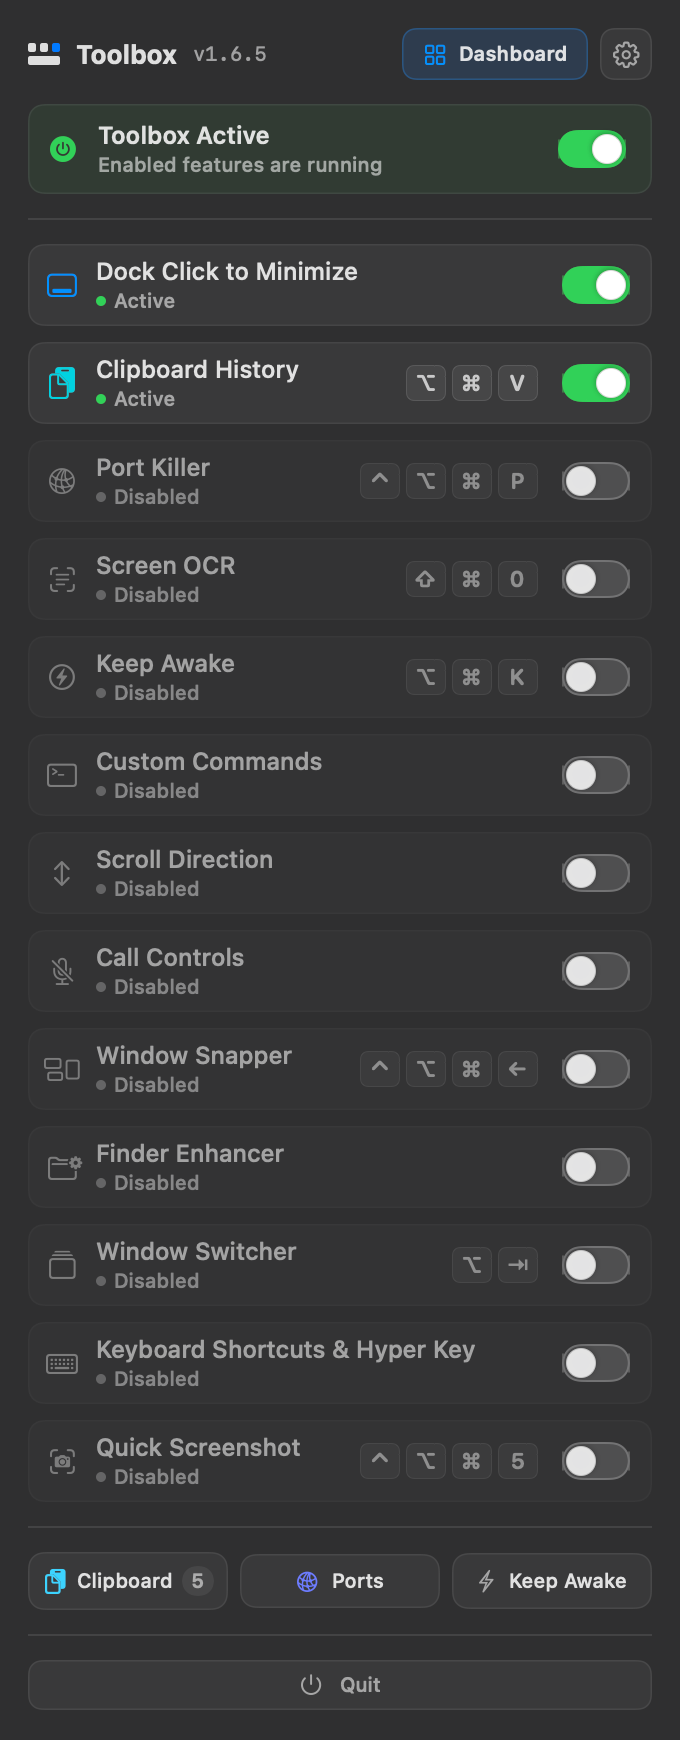 Toolbox v1.6.5 Dashboard
Toolbox Active
Enabled features are running
Dock Click to Minimize
Active
Clipboard History ⌥ ⌘ V
Active
Port Killer ^ ⌥ ⌘ P
Disabled
Screen OCR ⇧ ⌘ 0
Disabled
Keep Awake ⌥ ⌘ K
Disabled
Custom Commands
Disabled
Scroll Direction
Disabled
Call Controls
Disabled
Window Snapper ^ ⌥ ⌘ ←
Disabled
Finder Enhancer
Disabled
Window Switcher ⌥ ⇥
Disabled
Keyboard Shortcuts & Hyper Key
Disabled
Quick Screenshot ^ ⌥ ⌘ 5
Disabled
Clipboard 5 Ports Keep Awake
Quit